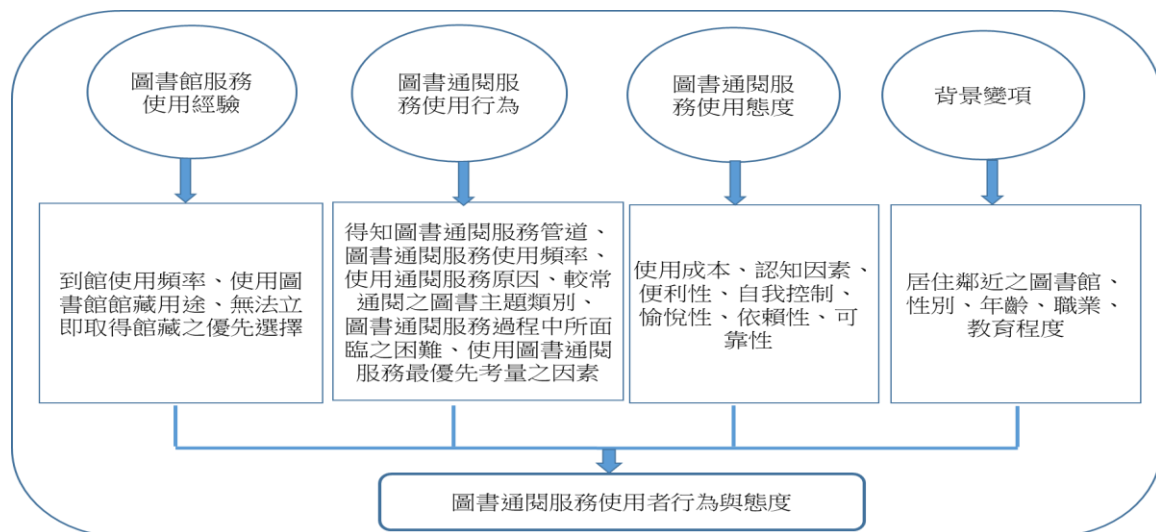 圖書館服務
使用經驗
圖書通閱服
務使用行為
圖書通閱服
務使用態度
背景變項
到館使用頻率、使用圖
書館館藏用途、無法立
即取得館藏之優先選擇
得知圖書通閱服務管道、
圖書通閱服務使用頻率、
使用通閱服務原因、較常
通閱之圖書主題類別、
圖書通閱服務過程中所面
臨之困難、使用圖書通閱
服務最優先考量之因素
使用成本、認知因素、
便利性、自我控制、
愉悅性、依賴性、可
靠性
居住鄰近之圖書館、
性別、年齡、職業、
教育程度
圖書通閱服務使用者行為與態度